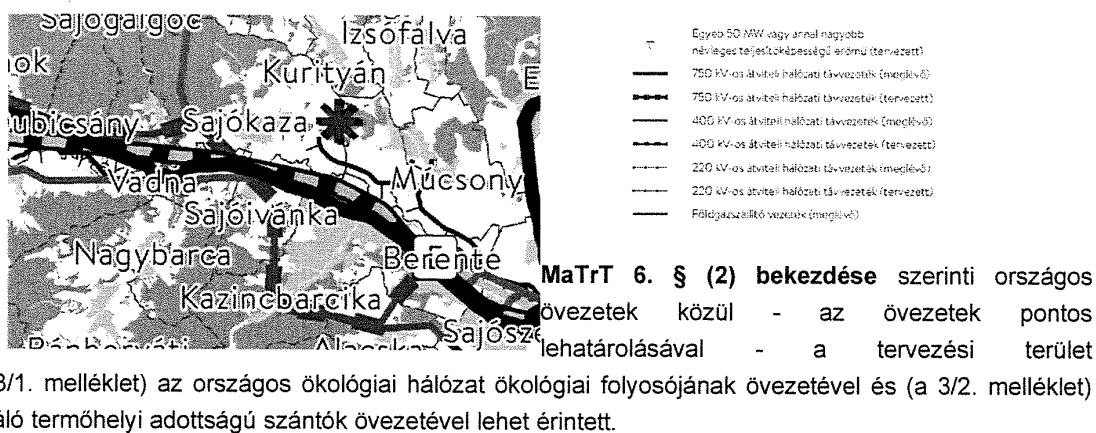 Sajógalgóc
Izsófalva
ok
Kurityán
E
ubicsány
Sajókaza
Vadna
Múcsony
Sajóivánka
Nagybarca
Berente
Kazincbarcika
Sajósze
Bánhorváti
Alacska
Egyéb 50 MW vagy annál nagyobb
névleges teljesítőképességű erőmű (tervezett)
750 kV-os átviteli hálózati távvezeték (meglévő)
750 kV-os átviteli hálózati távvezeték (tervezett)
400 kV-os átviteli hálózati távvezeték (meglévő)
400 kV-os átviteli hálózati távvezeték (tervezett)
220 kV-os átviteli hálózati távvezeték (meglévő)
220 kV-os átviteli hálózati távvezeték (tervezett)
Földgázszállító vezeték (meglévő)
MaTrT 6. § (2) bekezdése szerinti országos
övezetek közül - az övezetek pontos
lehatárolásával - a tervezési terület
3/1. melléklet) az országos ökológiai hálózat ökológiai folyosójának övezetével és (a 3/2. melléklet)
áló termőhelyi adottságú szántók övezetével lehet érintett.